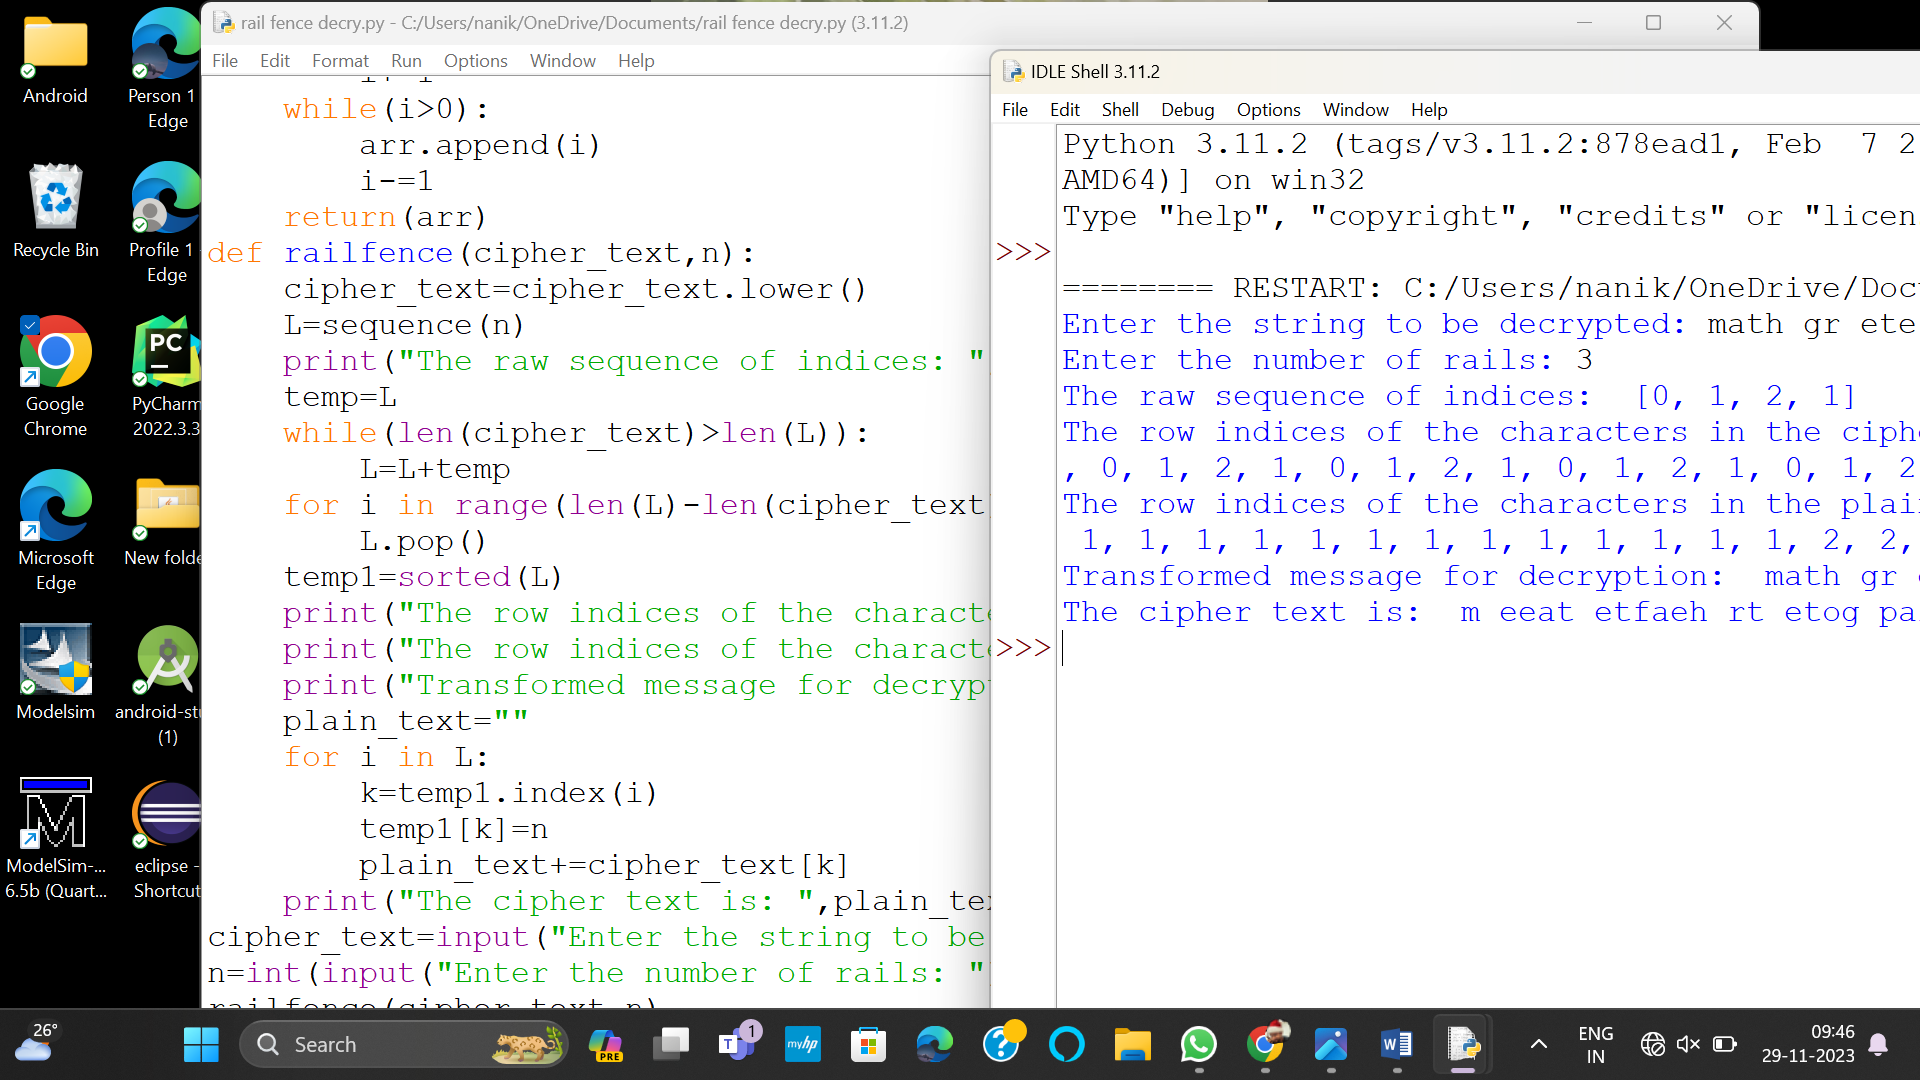 Android
Person 1
Edge
Recycle Bin
Profile 1
Edge
Google
Chrome
PyCharm
2022.3.3
Microsoft
Edge
New folde
Modelsim
android-stu
(1)
ModelSim-...
6.5b (Quart...
eclipse -
Shortcut
rail fence decry.py - C:/Users/nanik/OneDrive/Documents/rail fence decry.py (3.11.2)
File Edit Format Run Options Window Help
while(i>0):
arr.append(i)
i-=1
return(arr)
def railfence(cipher_text,n):
cipher_text=cipher_text.lower()
L=sequence(n)
print("The raw sequence of indices: "
temp=L
while(len(cipher_text)>len(L)):
L=L+temp
for i in range(len(L)-len(cipher_text
L.pop()
temp1=sorted(L)
print("The row indices of the characte
print("The row indices of the characte
print("Transformed message for decryp
plain_text=""
for i in L:
k=temp1.index(i)
temp1[k]=n
plain_text+=cipher_text[k]
print("The cipher text is: ",plain_te
cipher_text=input("Enter the string to be
n=int(input("Enter the number of rails: "
railfence(cipher_text,n)
IDLE Shell 3.11.2
File Edit Shell Debug Options Window Help
Python 3.11.2 (tags/v3.11.2:878ead1, Feb  7 2
AMD64)] on win32
Type "help", "copyright", "credits" or "licen
>>>
======== RESTART: C:/Users/nanik/OneDrive/Doc
Enter the string to be decrypted: math gr ete
Enter the number of rails: 3
The raw sequence of indices:  [0, 1, 2, 1]
The row indices of the characters in the ciph
, 0, 1, 2, 1, 0, 1, 2, 1, 0, 1, 2, 1, 0, 1, 2
The row indices of the characters in the plai
1, 1, 1, 1, 1, 1, 1, 1, 1, 1, 1, 1, 1, 2, 2,
Transformed message for decryption:  math gr
The cipher text is:  m eeat etfaeh rt etog pa
>>>
26°
Search
PRE
T
1
myhp
ENG
IN
09:46
29-11-2023